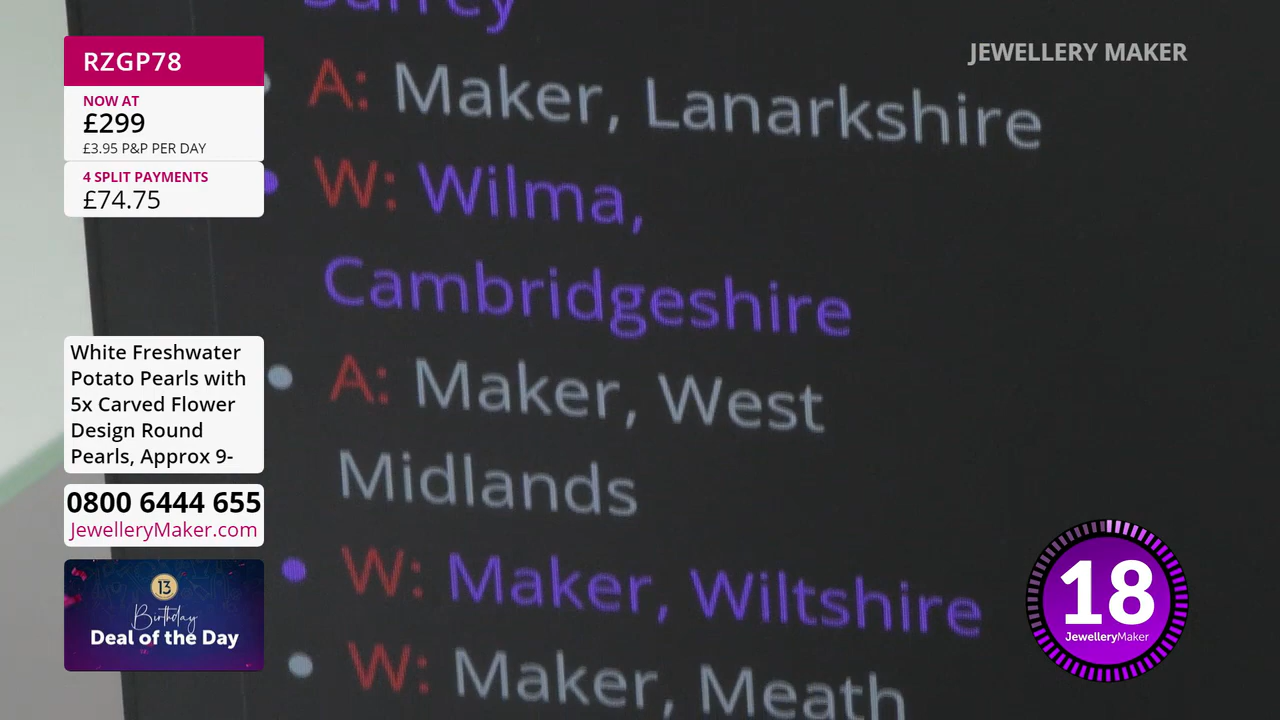 RZGP78
NOW AT
£299
£3.95 P&P PER DAY
4 SPLIT PAYMENTS
£74.75
White Freshwater
Potato Pearls with
5x Carved Flower
Design Round
Pearls, Approx 9-
0800 6444 655
JewelleryMaker.com
13
Birthday
Deal of the Day
JEWELLERY MAKER
Surrey
A: Maker, Lanarkshire
W: Wilma,
Cambridgeshire
A: Maker, West
Midlands
W: Maker, Wiltshire
W: Maker, Meath
18
JewelleryMaker